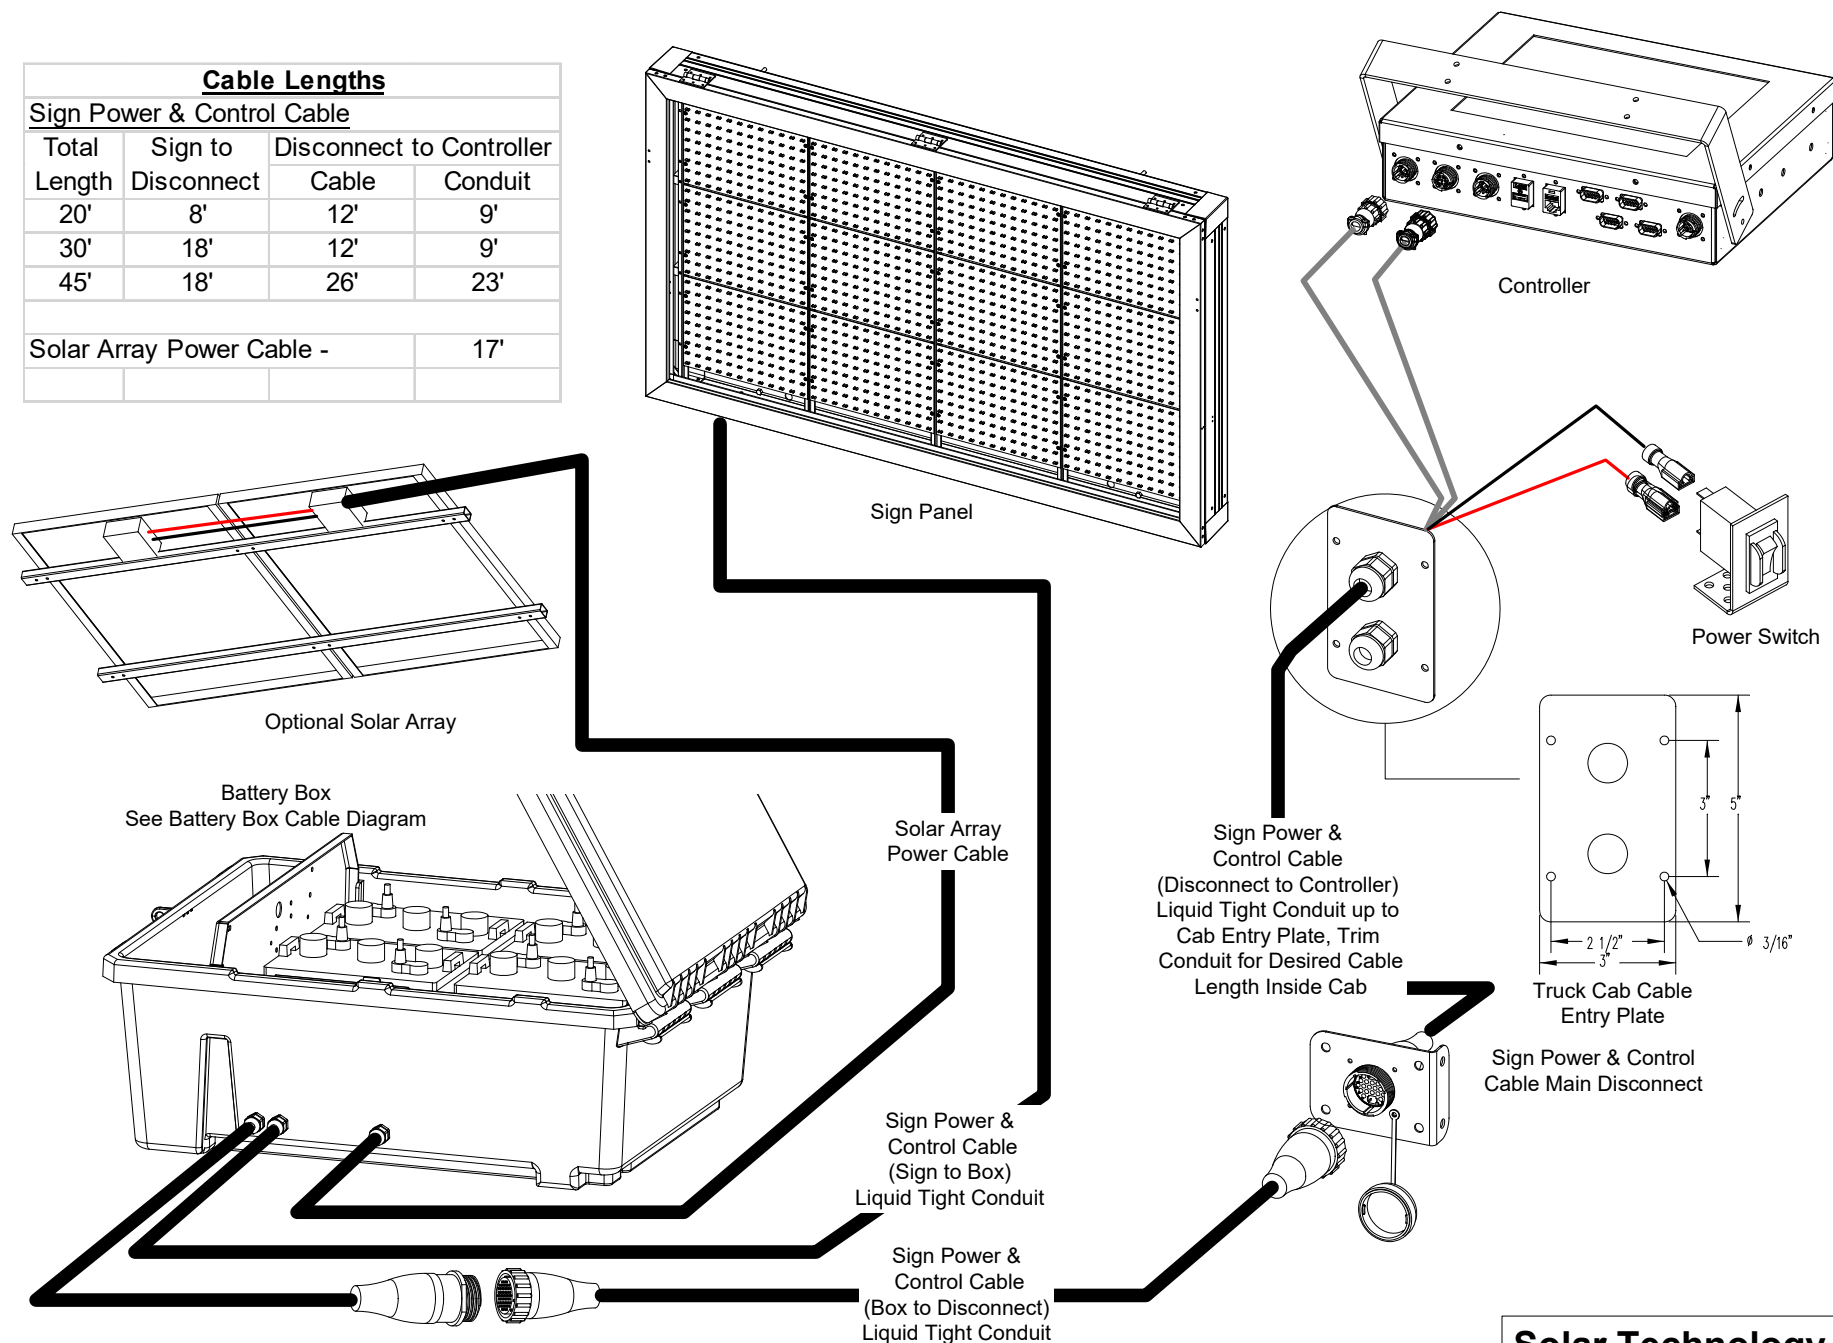 Cable Lengths
Sign Power & Control Cable
Total Length Sign to Disconnect Disconnect to Controller
Cable Conduit
20' 8' 12' 9'
30' 18' 12' 9'
45' 18' 26' 23'
Solar Array Power Cable - 17'
Sign Panel
Controller
Power Switch
Optional Solar Array
Battery Box
See Battery Box Cable Diagram
Solar Array
Power Cable
Sign Power &
Control Cable
(Disconnect to Controller)
Liquid Tight Conduit up to
Cab Entry Plate, Trim
Conduit for Desired Cable
Length Inside Cab
3"
5"
2 1/2"
3"
ø 3/16"
Truck Cab Cable
Entry Plate
Sign Power & Control
Cable Main Disconnect
Sign Power &
Control Cable
(Sign to Box)
Liquid Tight Conduit
Sign Power &
Control Cable
(Box to Disconnect)
Liquid Tight Conduit
Solar Technology